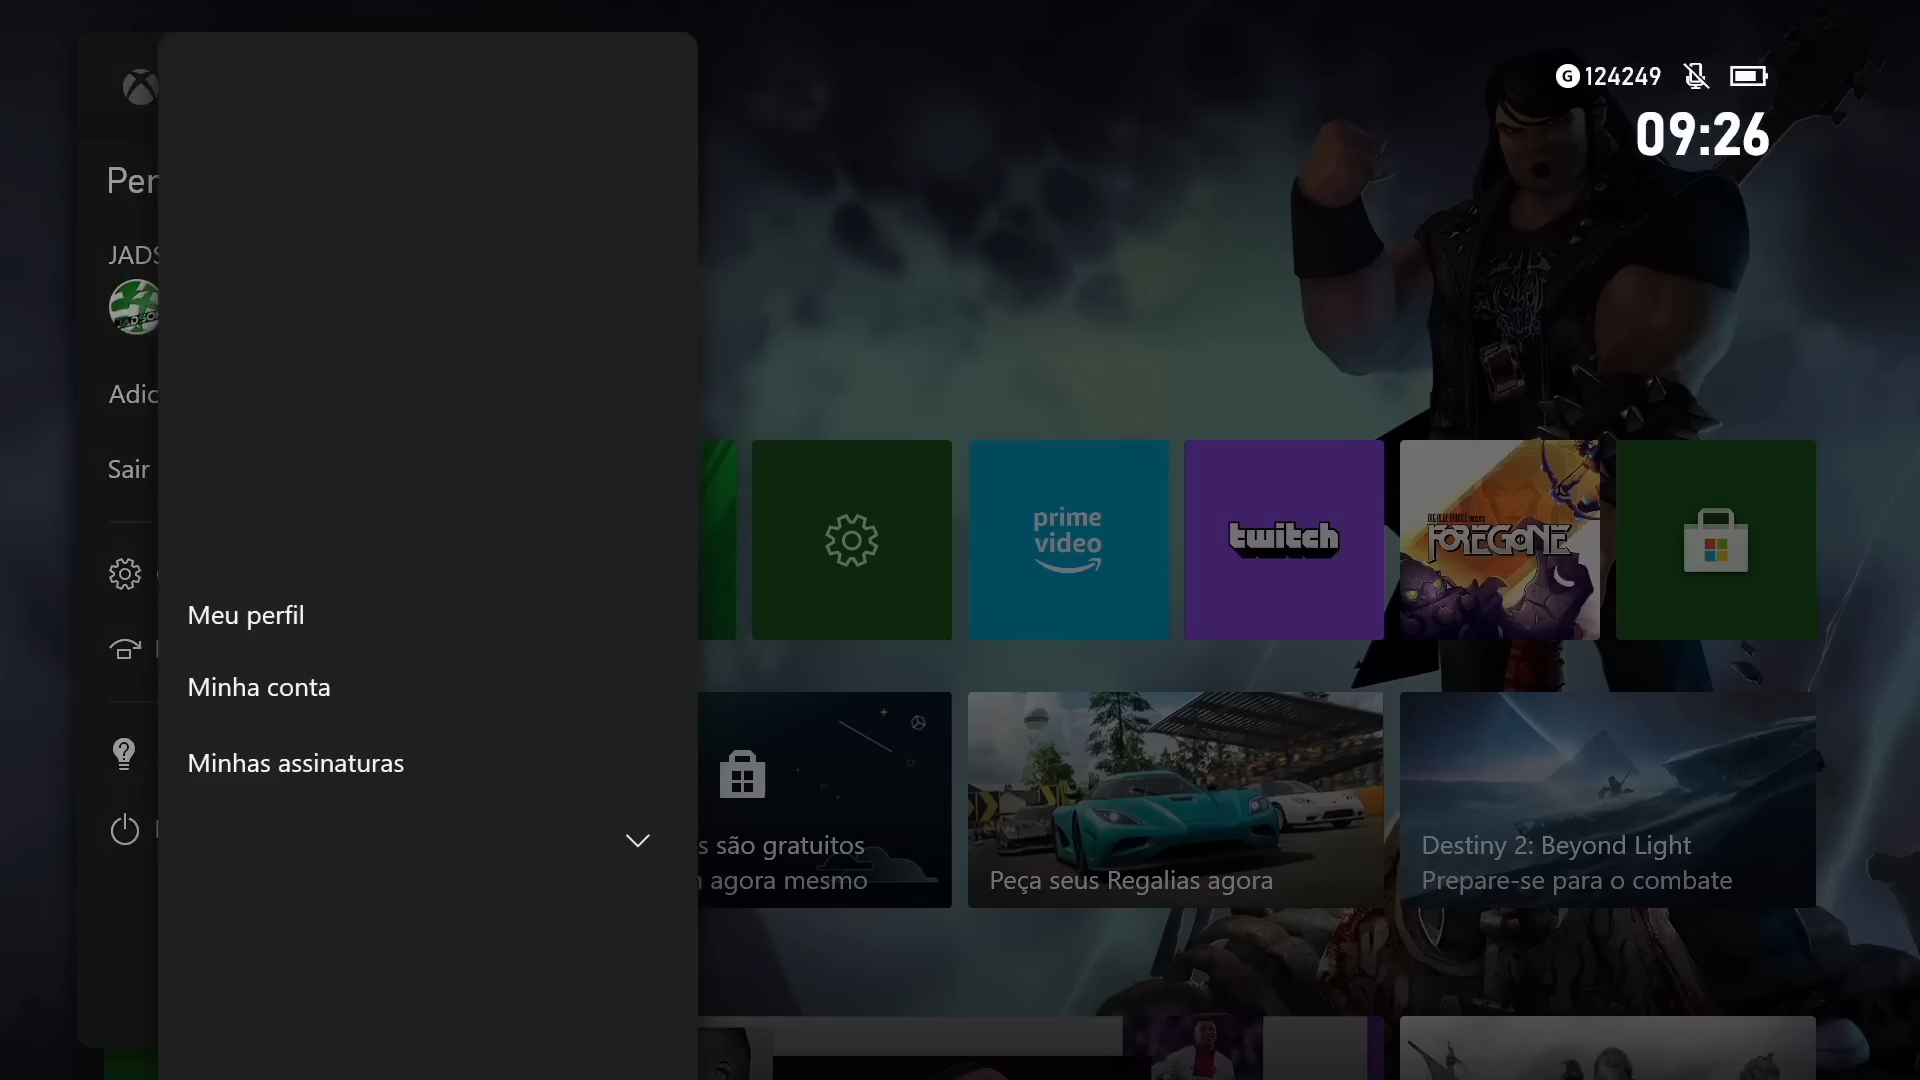 124249
09:26
Per
JADS
JADSON
Adic
Sair
Meu perfil
Minha conta
Minhas assinaturas
prime
video
twitch
FOREGONE
s são gratuitos
agora mesmo
Peça seus Regalias agora
Destiny 2: Beyond Light
Prepare-se para o combate